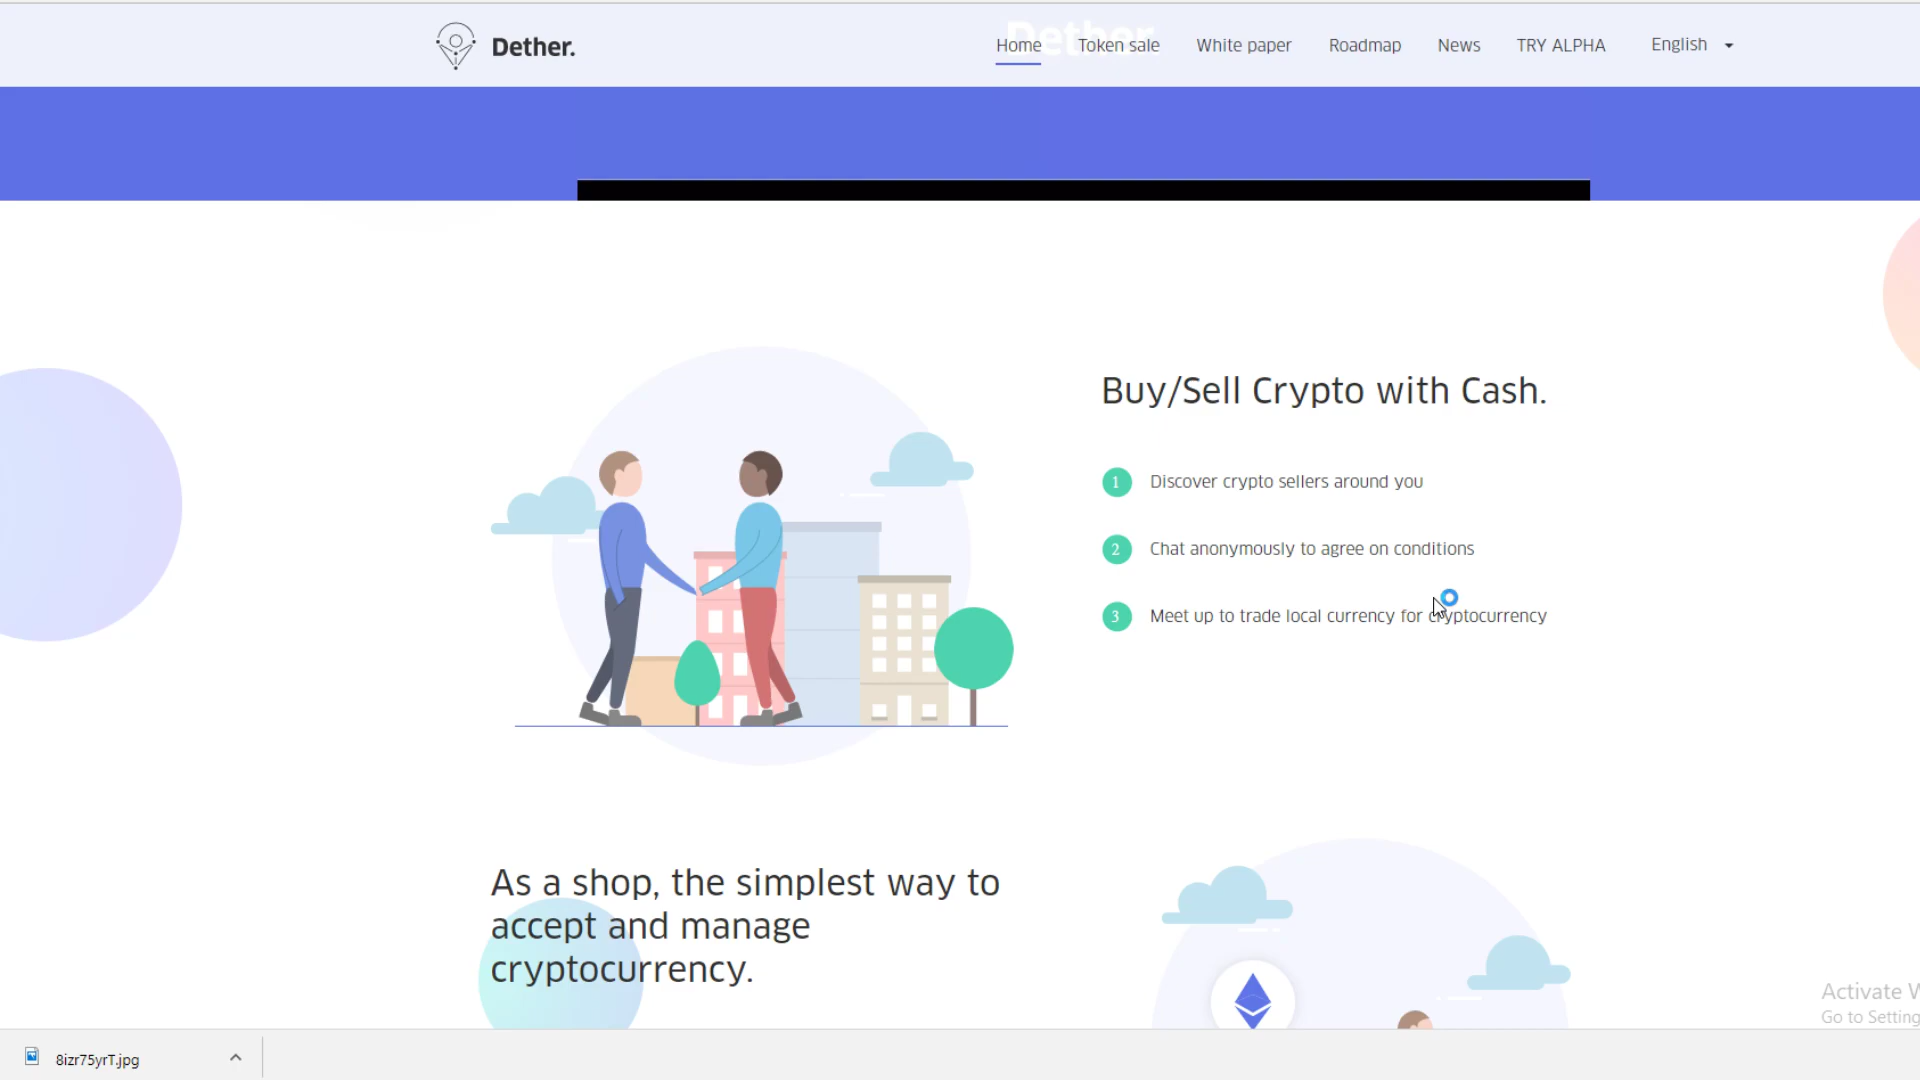 Dether.
Dether
Home
Token sale
White paper
Roadmap
News
TRY ALPHA
English
Buy/Sell Crypto with Cash.
1 Discover crypto sellers around you
2 Chat anonymously to agree on conditions
3 Meet up to trade local currency for cryptocurrency
As a shop, the simplest way to
accept and manage
cryptocurrency.
Activate W
Go to Setting
8izr75yrT.jpg